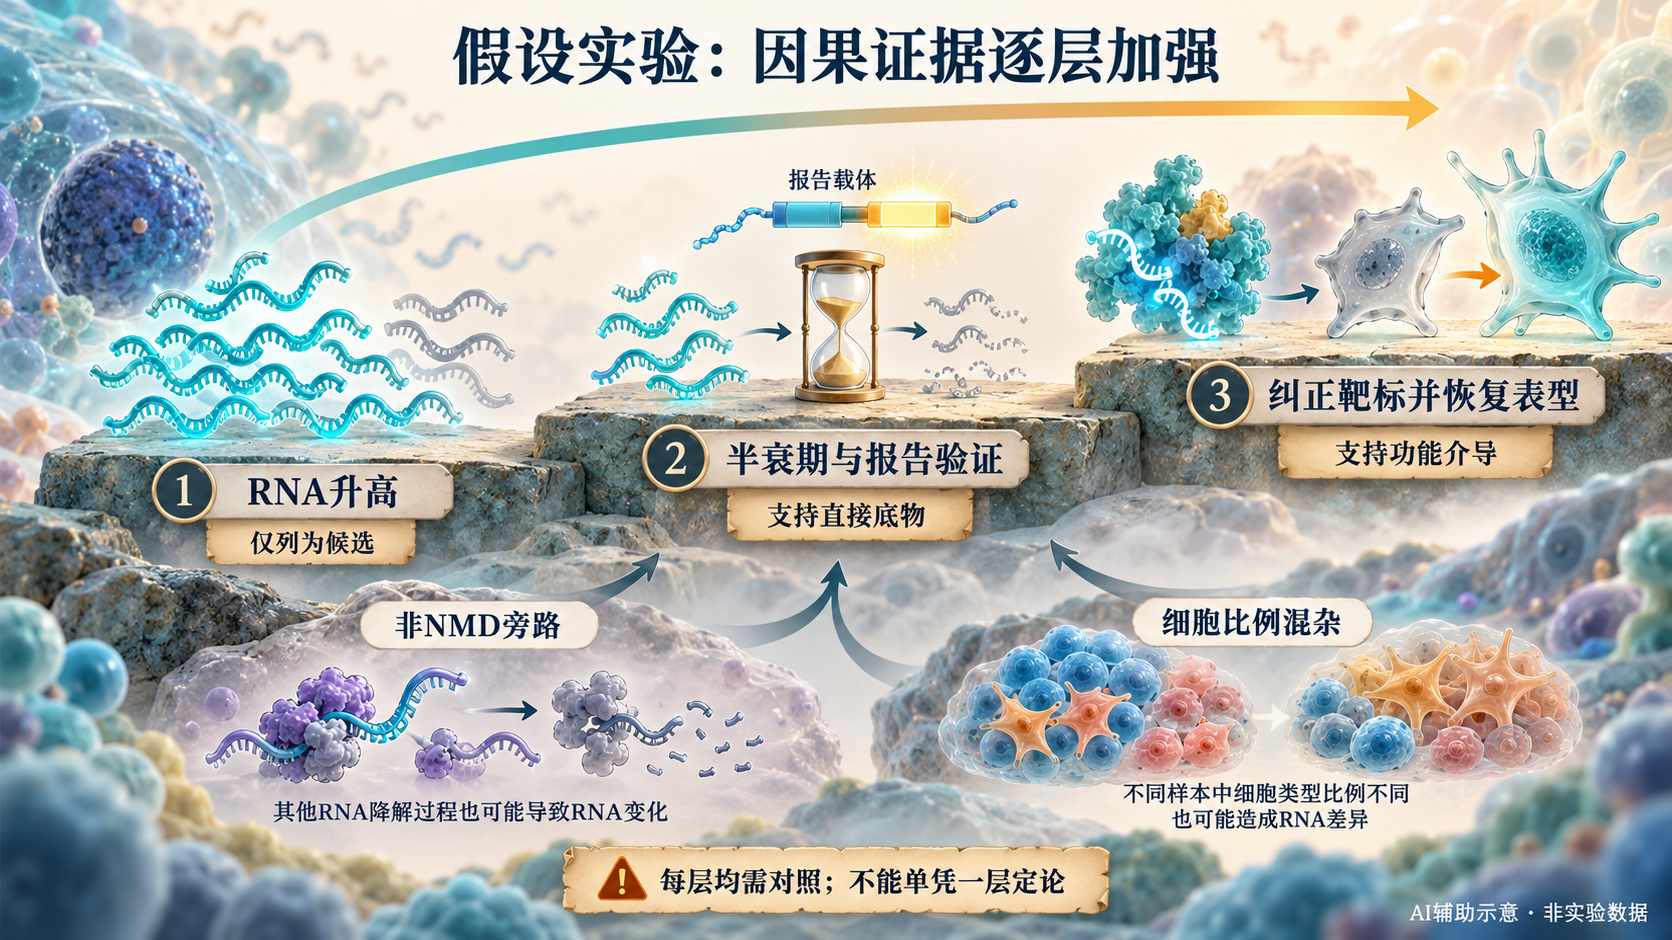 假设实验：因果证据逐层加强
报告载体
1 RNA升高
仅列为候选
2 半衰期与报告验证
支持直接底物
3 纠正靶标并恢复表型
支持功能介导
非NMD旁路
其他RNA降解过程也可能导致RNA变化
细胞比例混杂
不同样本中细胞类型比例不同
也可能造成RNA差异
! 每层均需对照；不能单凭一层定论
AI辅助示意 · 非实验数据